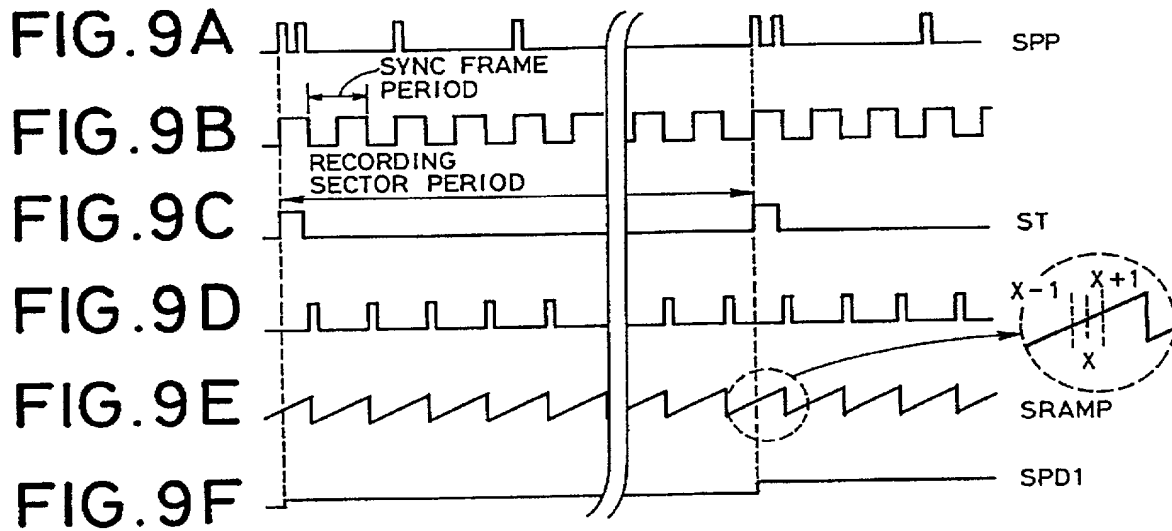 FIG.9A
SPP
SYNC FRAME
PERIOD
FIG.9B
RECORDING
SECTOR PERIOD
FIG.9C
ST
FIG.9D
X-1
X+1
X
FIG.9E
SRAMP
FIG.9F
SPD1